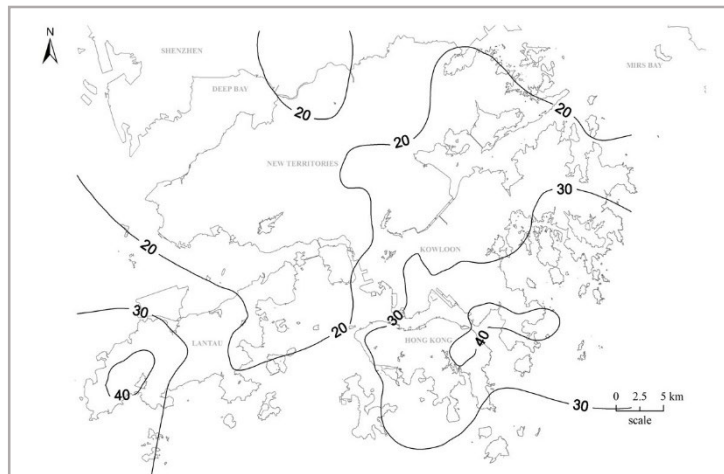 N
SHENZHEN
MIRS BAY
DEEP BAY
20
20
20
NEW TERRITORIES
30
20
KOWLOON
30
30
20
LANTAU
HONG KONG
40
40
30
0 2.5 5 km
scale